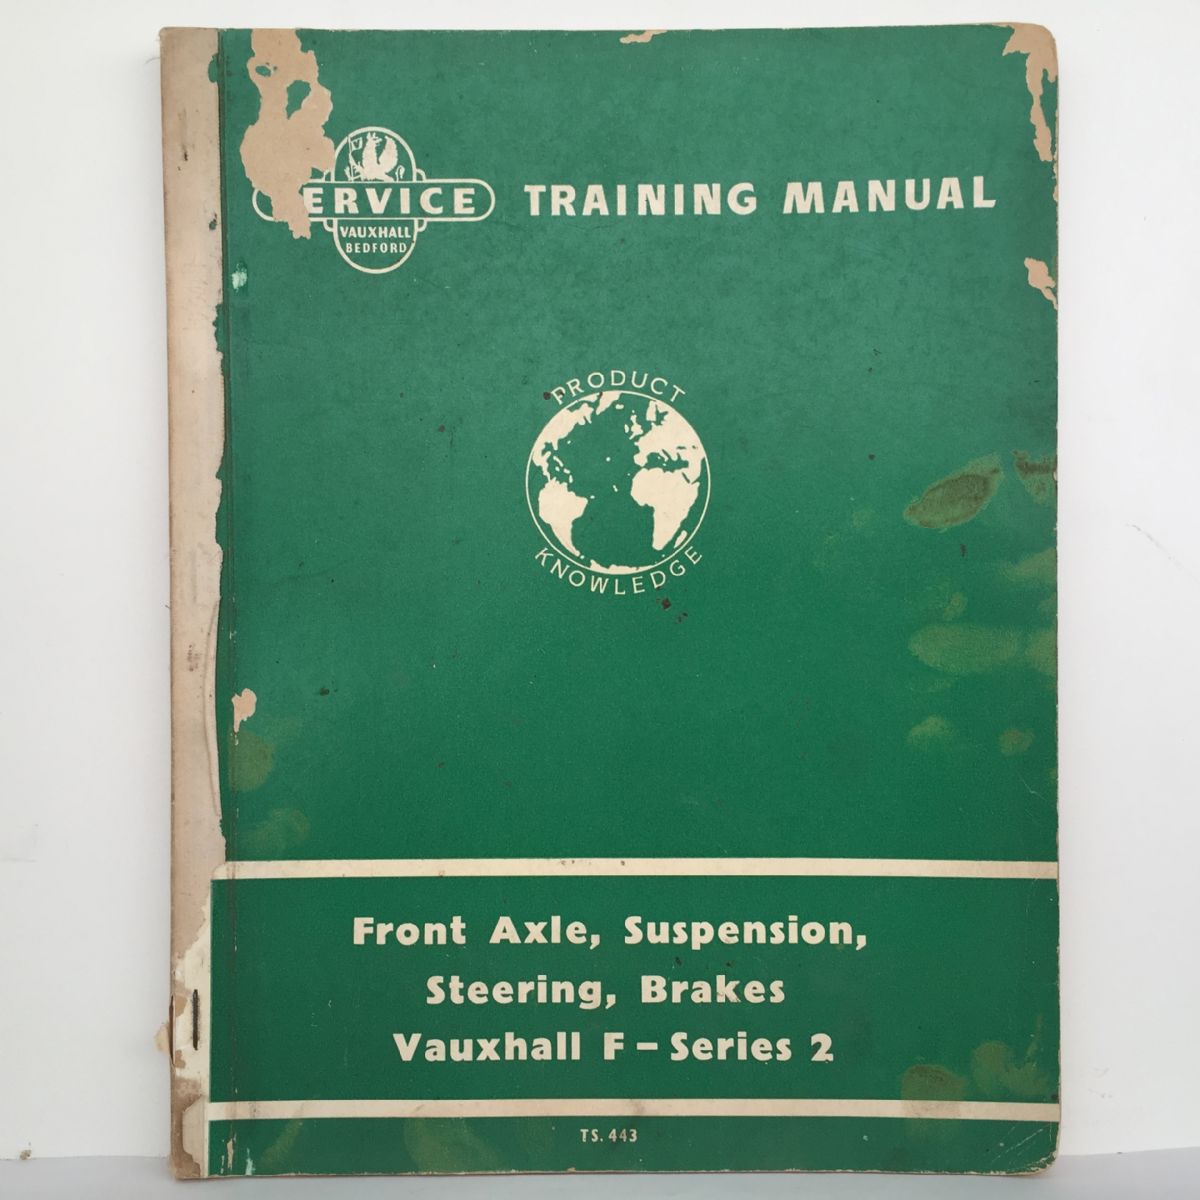 ERVICE
VAUXHALL
BEDFORD
TRAINING MANUAL
PRODUCT
KNOWLEDGE
Front Axle, Suspension,
Steering, Brakes
Vauxhall F – Series 2
TS. 443